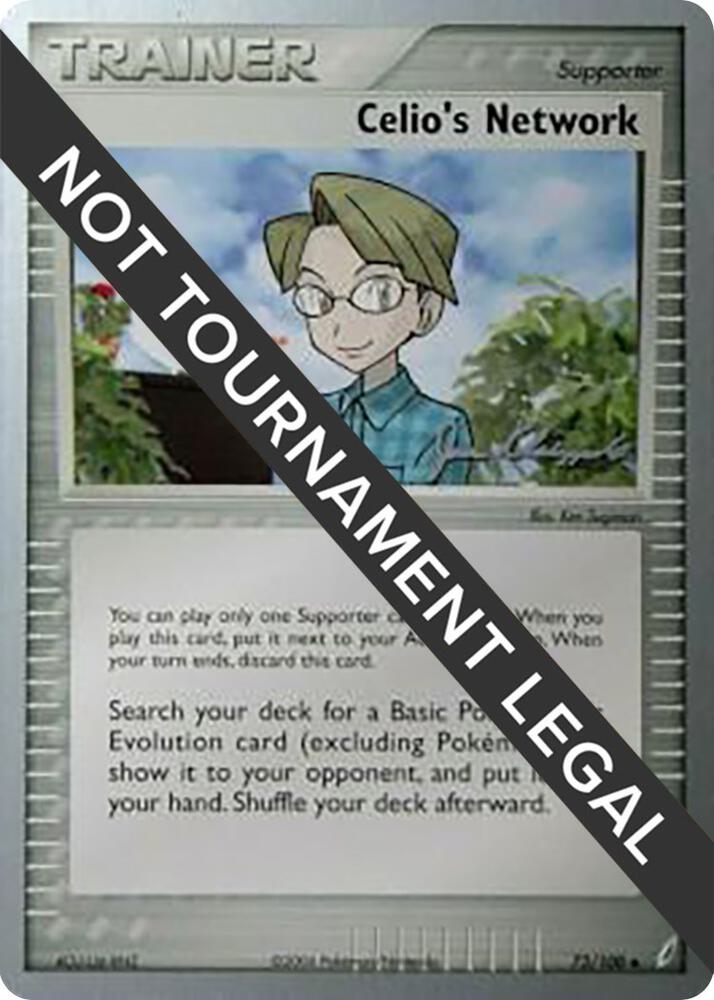 TRAINER
Supporter
Celio's Network
NOT TOURNAMENT LEGAL
Illus. Ken Sugimori
You can play only one Supporter When you
play this card, put it next to your When
your turn ends, discard this card.
Search your deck for a Basic
Evolution card (excluding
show it to your opponent, and put
your hand. Shuffle your deck afterward.
73/100